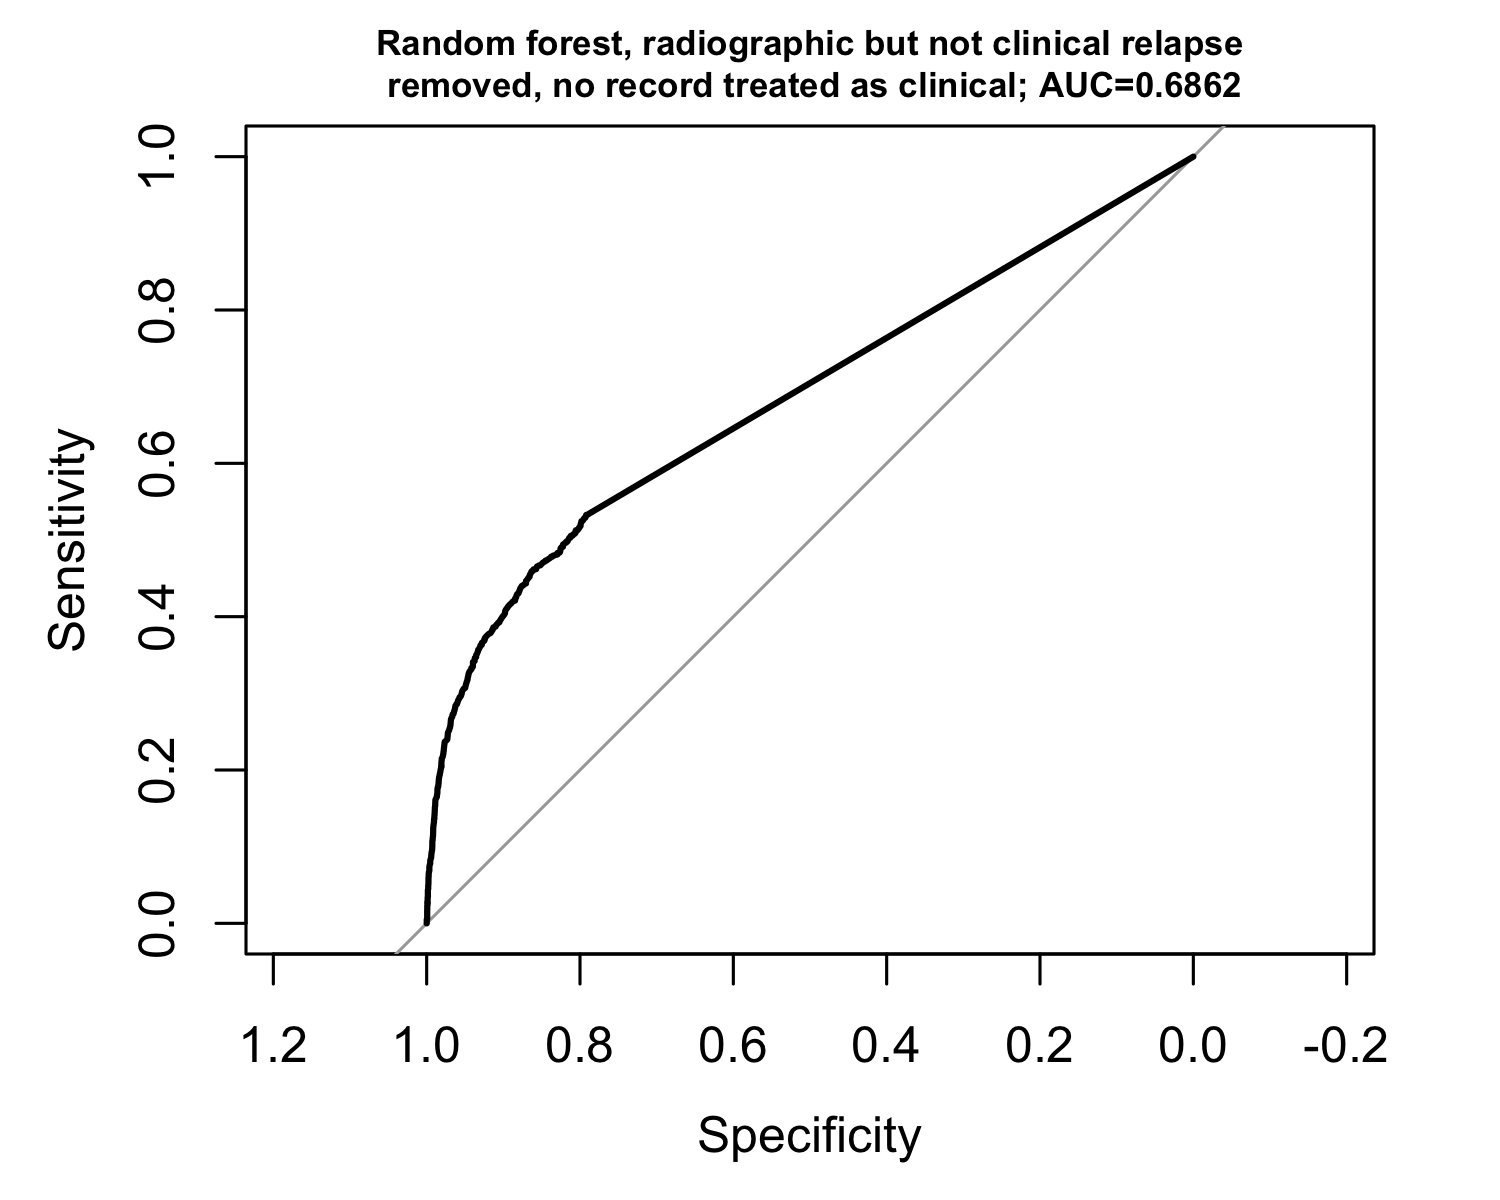 Random forest, radiographic but not clinical relapse
removed, no record treated as clinical; AUC=0.6862
1.0
0.8
0.6
0.4
0.2
0.0
Sensitivity
1.2 1.0 0.8 0.6 0.4 0.2 0.0 -0.2
Specificity